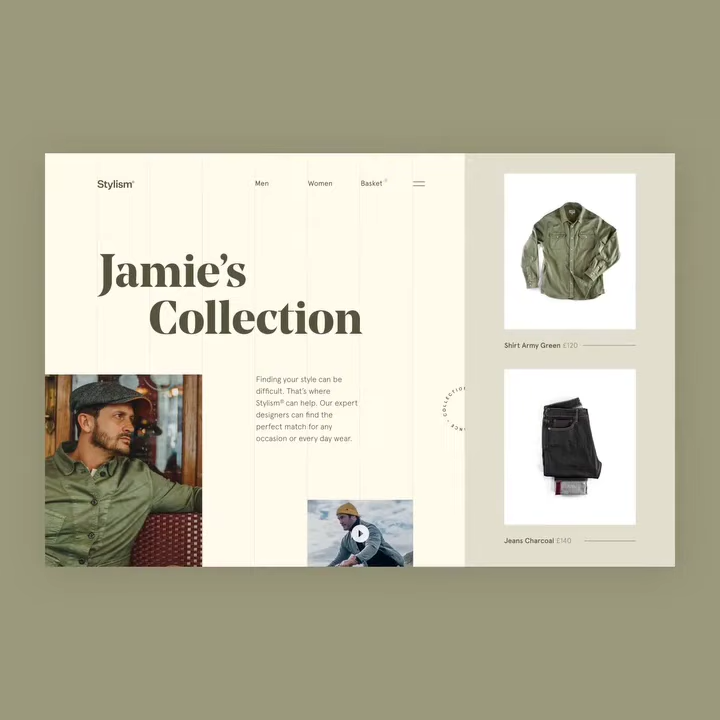 Stylism®
Men
Women
Basket
Jamie's
Collection
Finding your style can be
difficult. That's where
Stylism® can help. Our expert
designers can find the
perfect match for any
occasion or every day wear.
COLLECTION
Shirt Army Green £120
Jeans Charcoal £140